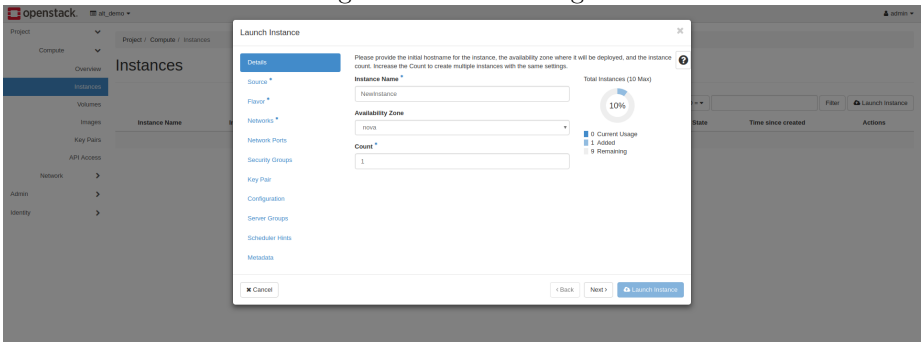 openstack. alt_demo admin
Project
Project / Compute / Instances
Compute
Instances
Overview
Instances
Volumes
Images
Key Pairs
API Access
Network
Admin
Identity
Filter Launch Instance
Instance Name State Time since created Actions
Launch Instance
Details
Source *
Flavor *
Networks *
Network Ports
Security Groups
Key Pair
Configuration
Server Groups
Scheduler Hints
Metadata
Please provide the initial hostname for the instance, the availability zone where it will be deployed, and the instance
count. Increase the Count to create multiple instances with the same settings.
Instance Name *
NewInstance
Availability Zone
nova
Count *
1
Total Instances (10 Max)
10%
0 Current Usage
1 Added
9 Remaining
Cancel
< Back Next > Launch Instance